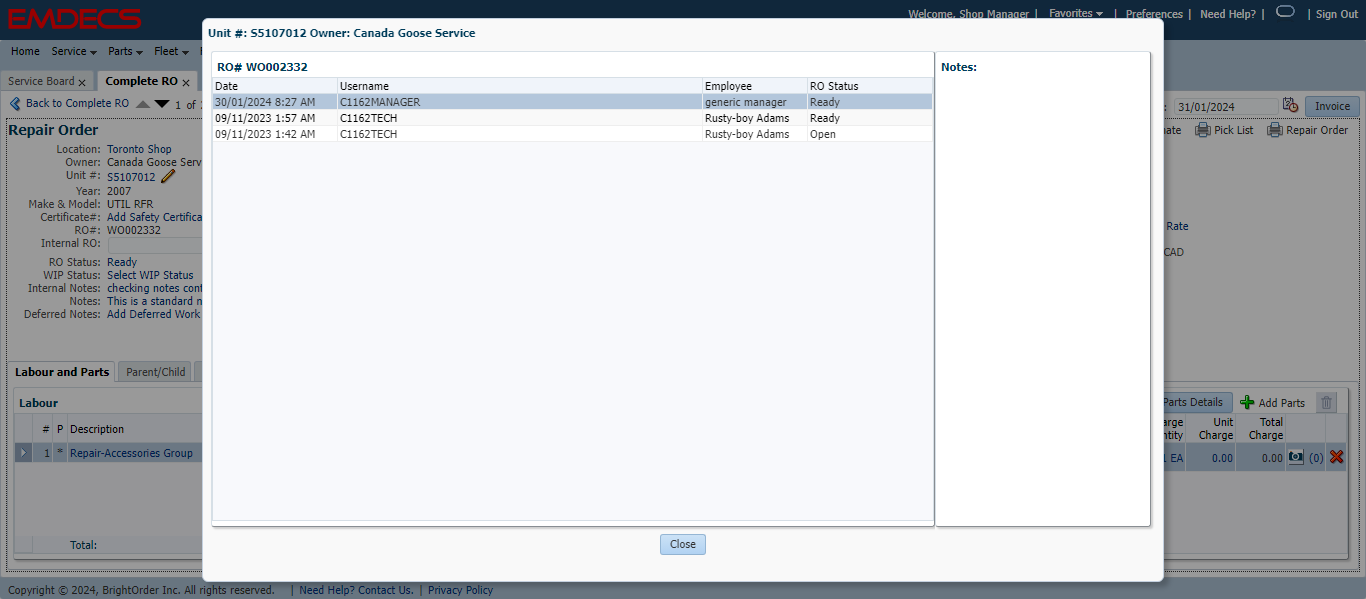 EMDECS
Welcome, Shop Manager | Favorites | Preferences | Need Help? | | Sign Out
Home Service Parts Fleet
Service Board x Complete RO x
Back to Complete RO 1 of
31/01/2024 Invoice
Pick List Repair Order
Repair Order
Location: Toronto Shop
Owner: Canada Goose Serv
Unit #: S5107012
Year: 2007
Make & Model: UTIL RFR
Certificate#: Add Safety Certifica
RO#: WO002332
Internal RO:
RO Status: Ready
WIP Status: Select WIP Status
Internal Notes: checking notes cont
Notes: This is a standard n
Deferred Notes: Add Deferred Work
Rate
CAD
Unit #: S5107012 Owner: Canada Goose Service
RO# WO002332
Date Username Employee RO Status
30/01/2024 8:27 AM C1162MANAGER generic manager Ready
09/11/2023 1:57 AM C1162TECH Rusty-boy Adams Ready
09/11/2023 1:42 AM C1162TECH Rusty-boy Adams Open
Notes:
Close
Labour and Parts Parent/Child
Labour
# P Description
1 * Repair-Accessories Group
Total:
Parts Details Add Parts
arge Unit Total
ntity Charge Charge
1 EA 0.00 0.00 (0)
Copyright © 2024, BrightOrder Inc. All rights reserved. | Need Help? Contact Us. | Privacy Policy